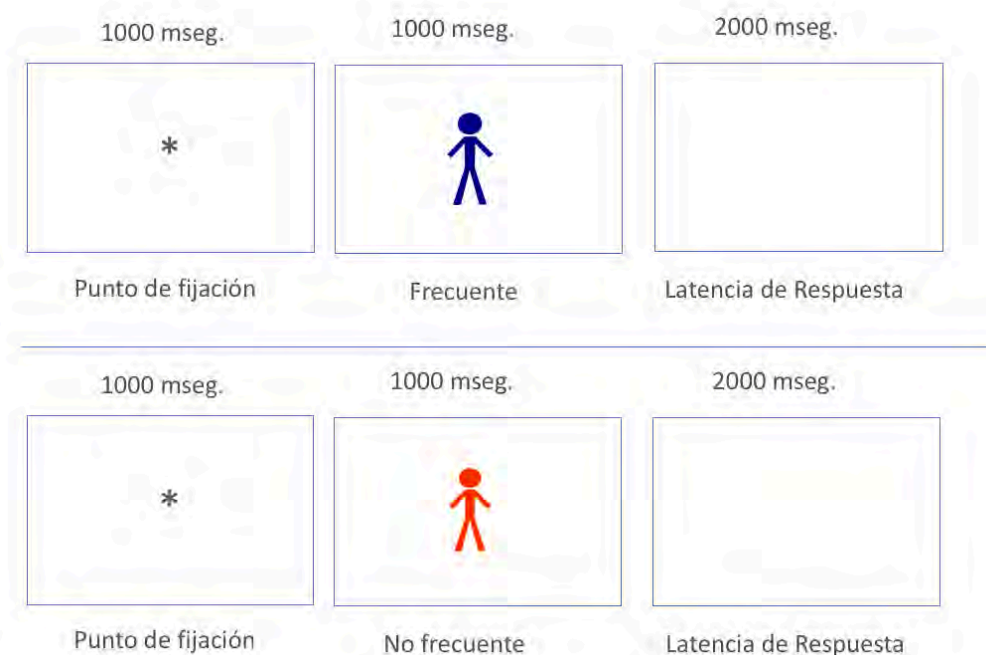 1000 mseg. 1000 mseg. 2000 mseg.
*
Punto de fijación Frecuente Latencia de Respuesta
1000 mseg. 1000 mseg. 2000 mseg.
*
Punto de fijación No frecuente Latencia de Respuesta